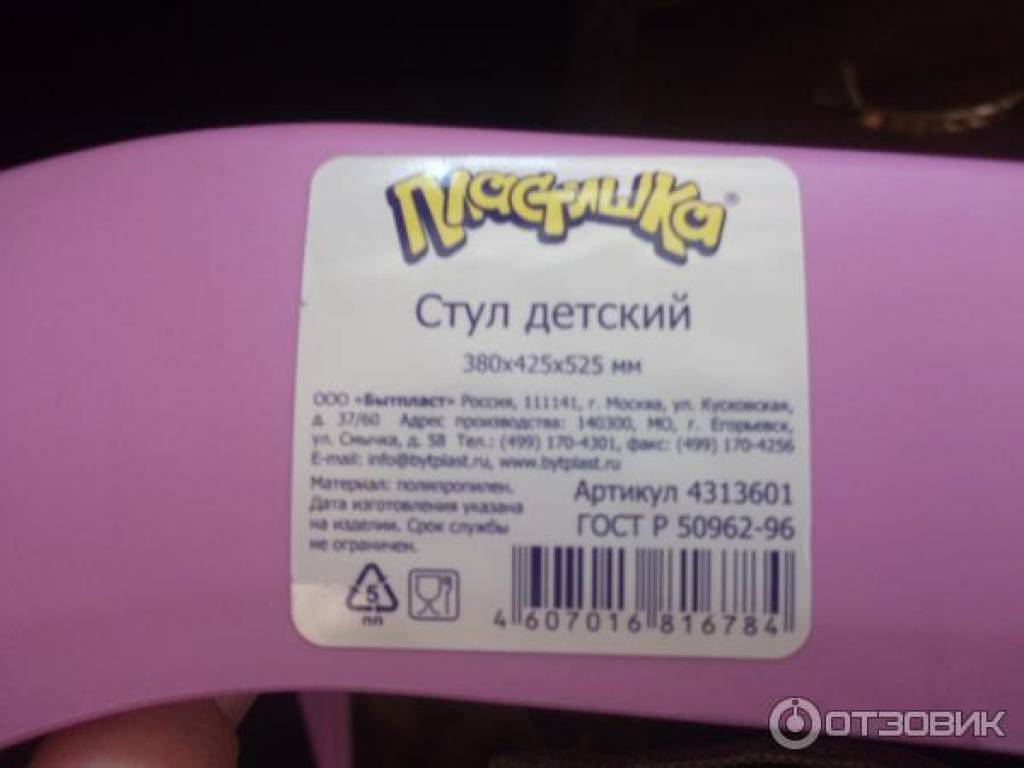 ПЛАСТИШКА®
Стул детский
380х425х525 мм
ООО «Бытпласт» Россия, 111141, г. Москва, ул. Кусковская,
д. 37/60 Адрес производства: 140300, МО, г. Егорьевск,
ул. Смычка, д. 58 Тел.: (499) 170-4301, факс: (499) 170-4256
E-mail: info@bytplast.ru, www.bytplast.ru
Материал: полипропилен.
Дата изготовления указана
на изделии. Срок службы
не ограничен.
Артикул 4313601
ГОСТ Р 50962-96
5
ПП
4 607016 816784
ОТЗОВИК